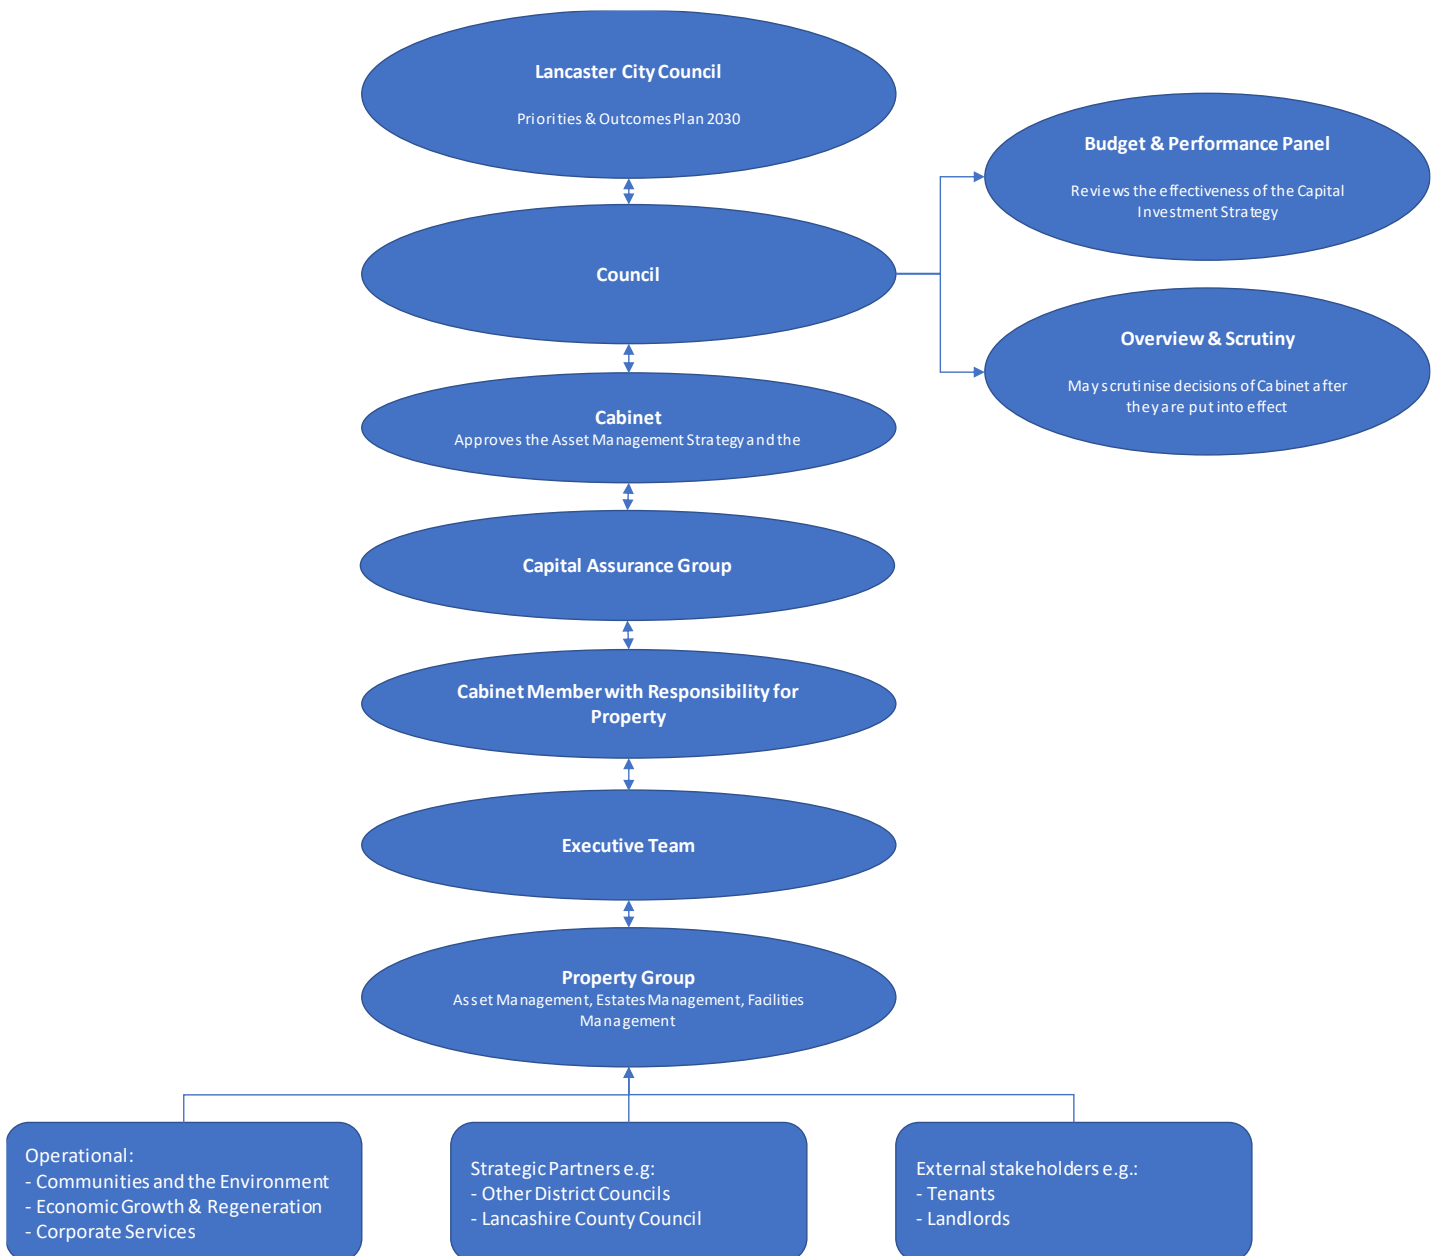 Lancaster City Council
Priorities & Outcomes Plan 2030
Budget & Performance Panel
Reviews the effectiveness of the Capital
Investment Strategy
Council
Overview & Scrutiny
May scrutinise decisions of Cabinet after
they are put into effect
Cabinet
Approves the Asset Management Strategy and the
Capital Assurance Group
Cabinet Member with Responsibility for
Property
Executive Team
Property Group
Asset Management, Estates Management, Facilities
Management
Operational:
- Communities and the Environment
- Economic Growth & Regeneration
- Corporate Services
Strategic Partners e.g:
- Other District Councils
- Lancashire County Council
External stakeholders e.g.:
- Tenants
- Landlords